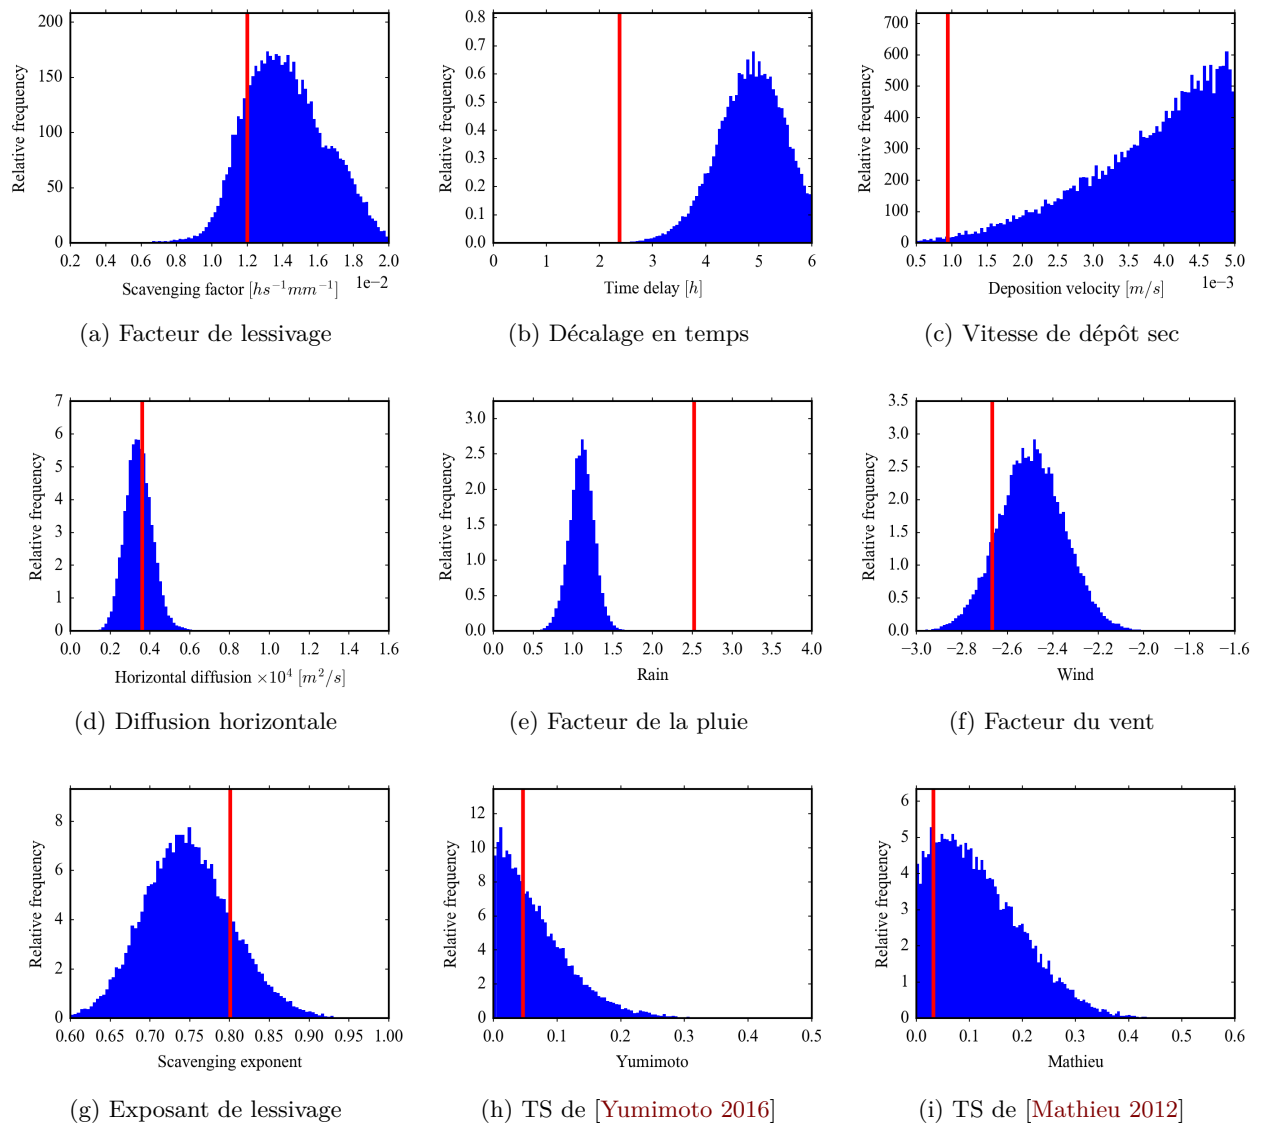 200
150
100
50
0
Relative frequency
0.2 0.4 0.6 0.8 1.0 1.2 1.4 1.6 1.8 2.0
1e−2
Scavenging factor [hs⁻¹mm⁻¹]
(a) Facteur de lessivage
0.8
0.7
0.6
0.5
0.4
0.3
0.2
0.1
0.0
Relative frequency
0 1 2 3 4 5 6
Time delay [h]
(b) Décalage en temps
700
600
500
400
300
200
100
0
Relative frequency
0.5 1.0 1.5 2.0 2.5 3.0 3.5 4.0 4.5 5.0
1e−3
Deposition velocity [m/s]
(c) Vitesse de dépôt sec
7
6
5
4
3
2
1
0
Relative frequency
0.0 0.2 0.4 0.6 0.8 1.0 1.2 1.4 1.6
Horizontal diffusion ×10⁴ [m²/s]
(d) Diffusion horizontale
3.0
2.5
2.0
1.5
1.0
0.5
0.0
Relative frequency
0.0 0.5 1.0 1.5 2.0 2.5 3.0 3.5 4.0
Rain
(e) Facteur de la pluie
3.5
3.0
2.5
2.0
1.5
1.0
0.5
0.0
Relative frequency
−3.0 −2.8 −2.6 −2.4 −2.2 −2.0 −1.8 −1.6
Wind
(f) Facteur du vent
8
6
4
2
0
Relative frequency
0.60 0.65 0.70 0.75 0.80 0.85 0.90 0.95 1.00
Scavenging exponent
(g) Exposant de lessivage
12
10
8
6
4
2
0
Relative frequency
0.0 0.1 0.2 0.3 0.4 0.5
Yumimoto
(h) TS de [Yumimoto 2016]
6
5
4
3
2
1
0
Relative frequency
0.0 0.1 0.2 0.3 0.4 0.5 0.6
Mathieu
(i) TS de [Mathieu 2012]